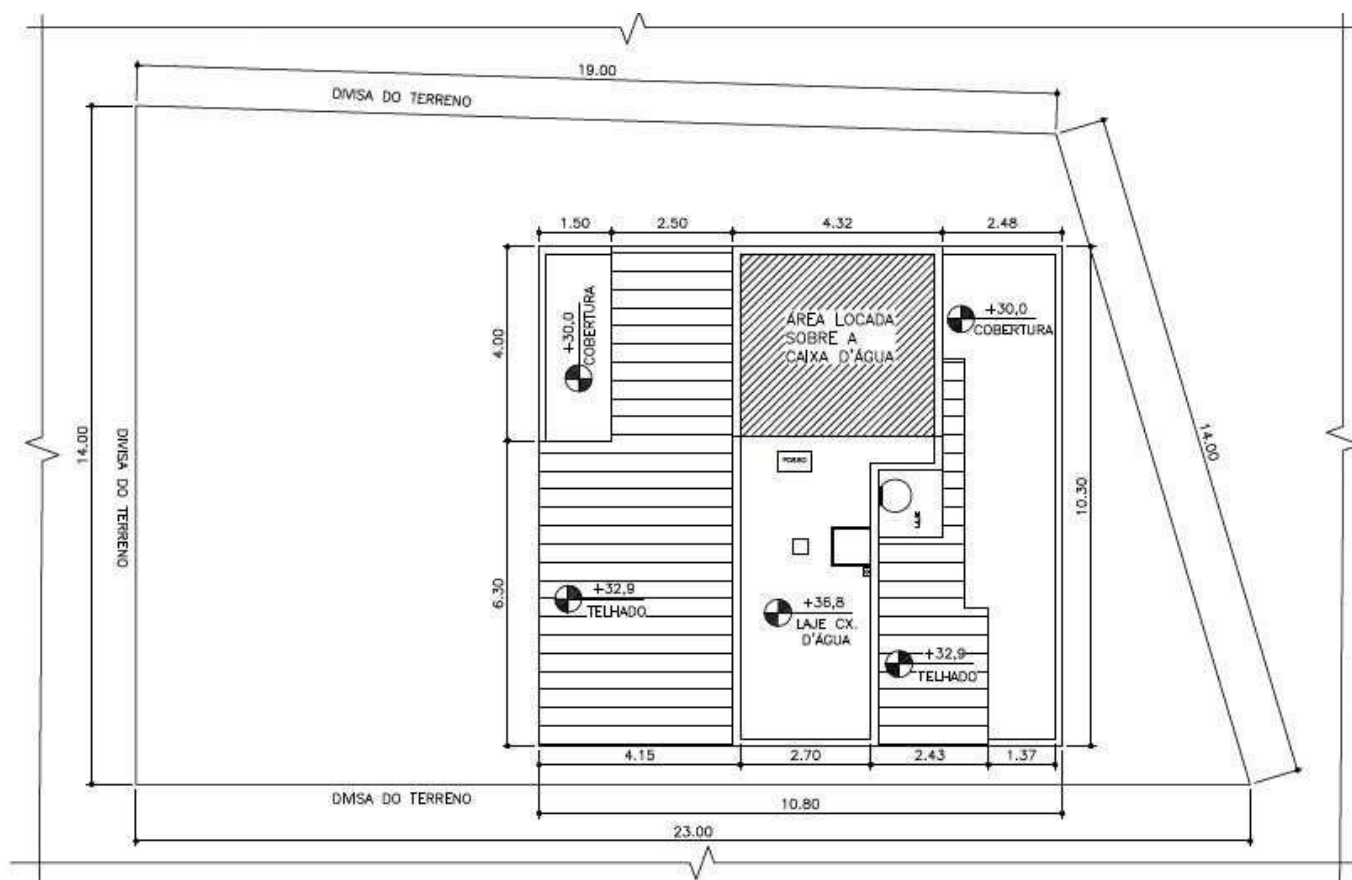 19.00
DIVISA DO TERRENO
1.50
2.50
4.32
2.48
+30,0
COBERTURA
4.00
ÁREA LOCADA
SOBRE A
CAIXA D'ÁGUA
+30,0
COBERTURA
14.00
DIVISA DO TERRENO
14.00
10.30
LAJE
6.30
+32,9
TELHADO
+36,8
LAJE CX.
D'ÁGUA
+32,9
TELHADO
4.15
2.70
2.43
1.37
DIVISA DO TERRENO
10.80
23.00